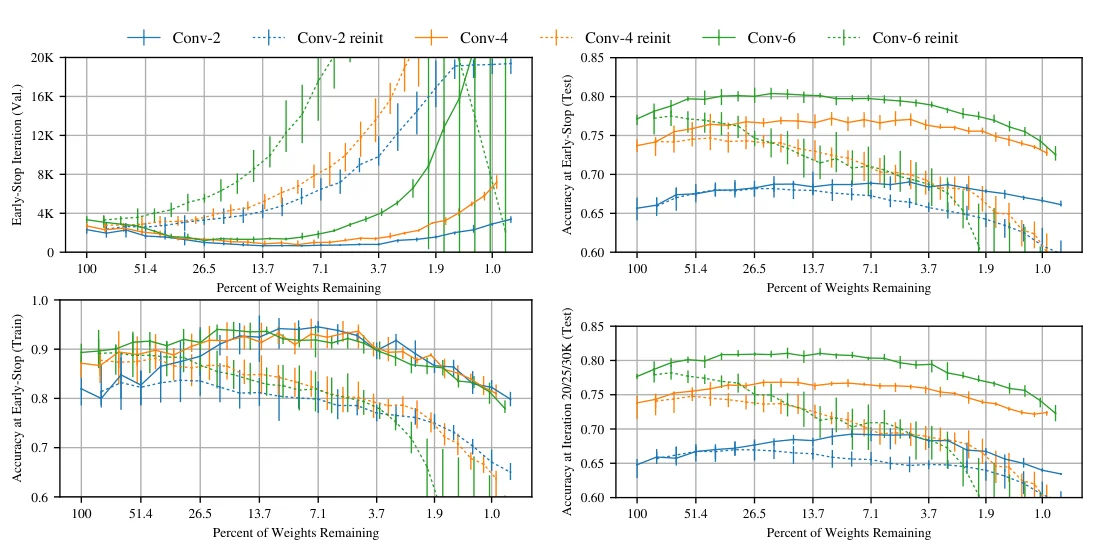 Conv-2 Conv-2 reinit Conv-4 Conv-4 reinit Conv-6 Conv-6 reinit
Early-Stop Iteration (Val.)
20K
16K
12K
8K
4K
0
100 51.4 26.5 13.7 7.1 3.7 1.9 1.0
Percent of Weights Remaining
Accuracy at Early-Stop (Test)
0.85
0.80
0.75
0.70
0.65
0.60
100 51.4 26.5 13.7 7.1 3.7 1.9 1.0
Percent of Weights Remaining
Accuracy at Early-Stop (Train)
1.0
0.9
0.8
0.7
0.6
100 51.4 26.5 13.7 7.1 3.7 1.9 1.0
Percent of Weights Remaining
Accuracy at Iteration 20/25/30K (Test)
0.85
0.80
0.75
0.70
0.65
0.60
100 51.4 26.5 13.7 7.1 3.7 1.9 1.0
Percent of Weights Remaining